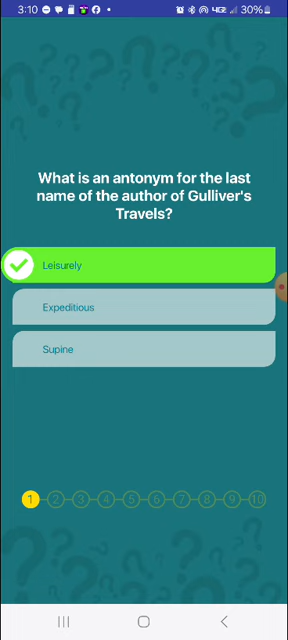 3:10
30%
What is an antonym for the last
name of the author of Gulliver's
Travels?
Leisurely
Expeditious
Supine
1 2 3 4 5 6 7 8 9 10